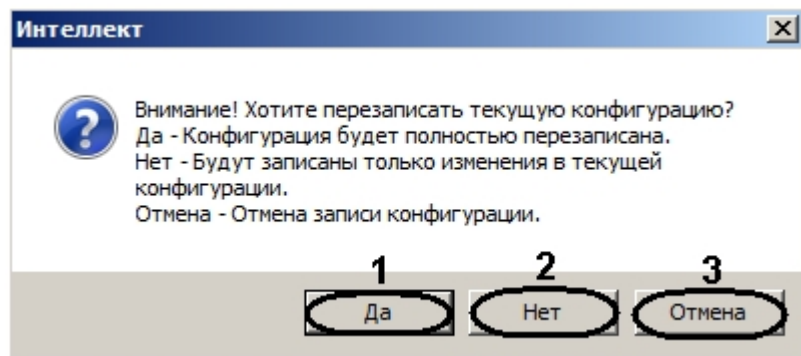 Интеллект
Внимание! Хотите перезаписать текущую конфигурацию?
Да - Конфигурация будет полностью перезаписана.
Нет - Будут записаны только изменения в текущей
конфигурации.
Отмена - Отмена записи конфигурации.
1 2 3
Да Нет Отмена